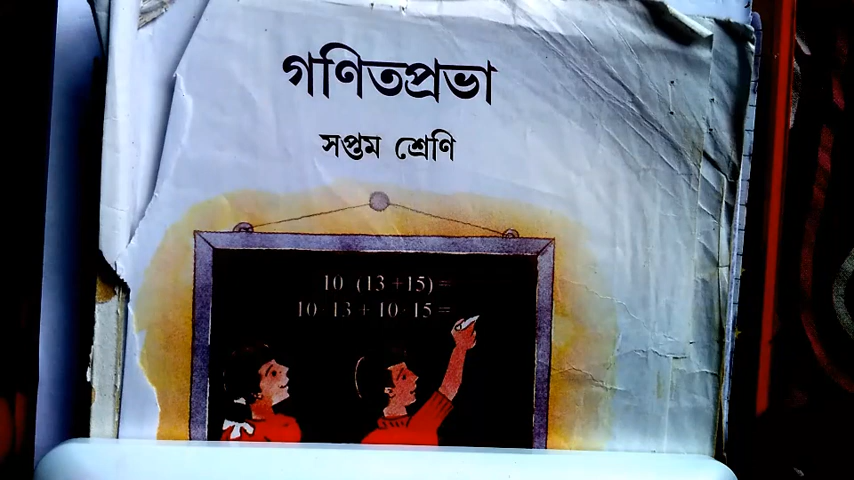 গণিতপ্রভা
সপ্তম শ্রেণি
10 (13 + 15) =
10 · 13 + 10 · 15 =